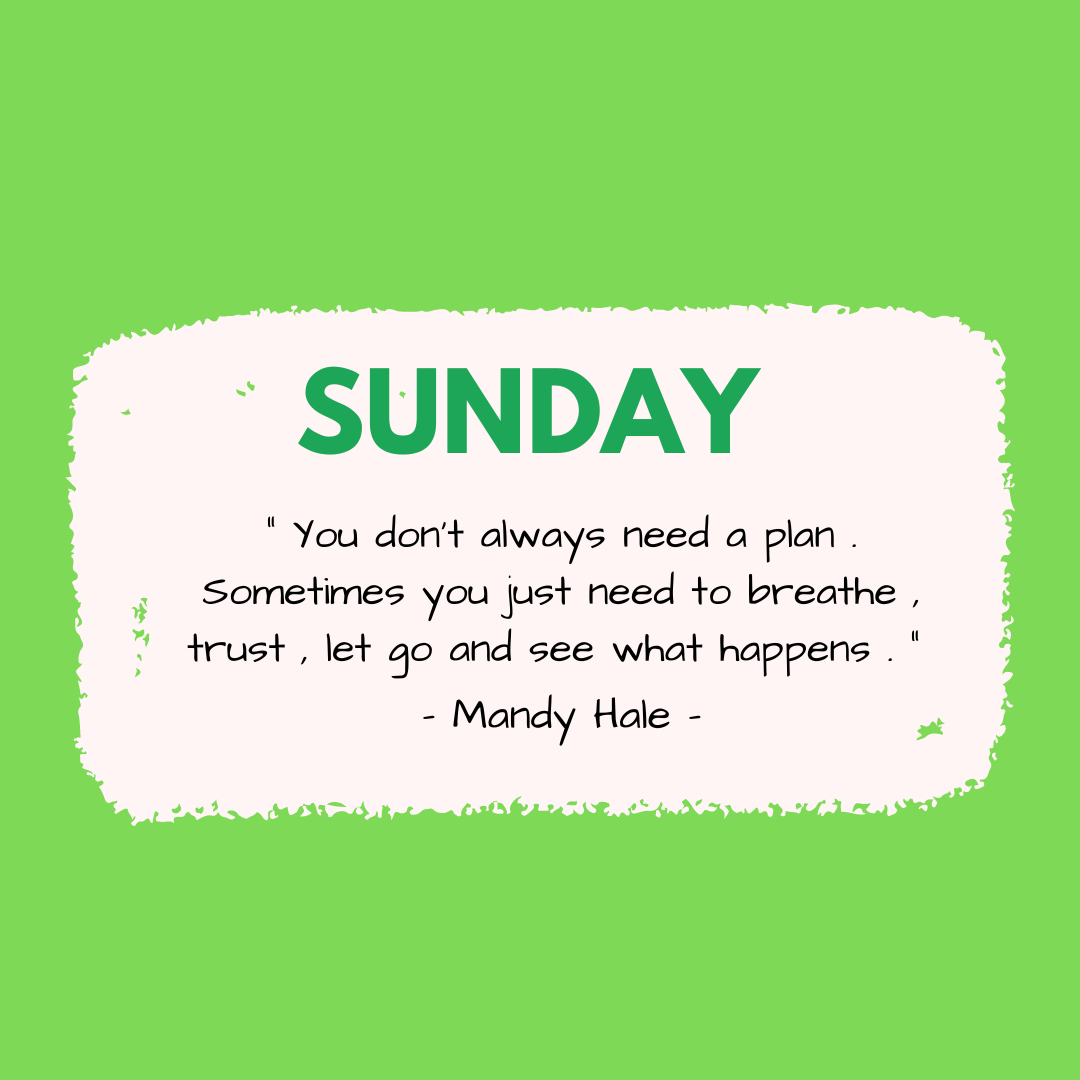 SUNDAY
" You don't always need a plan .
Sometimes you just need to breathe ,
trust , let go and see what happens . "
- Mandy Hale -